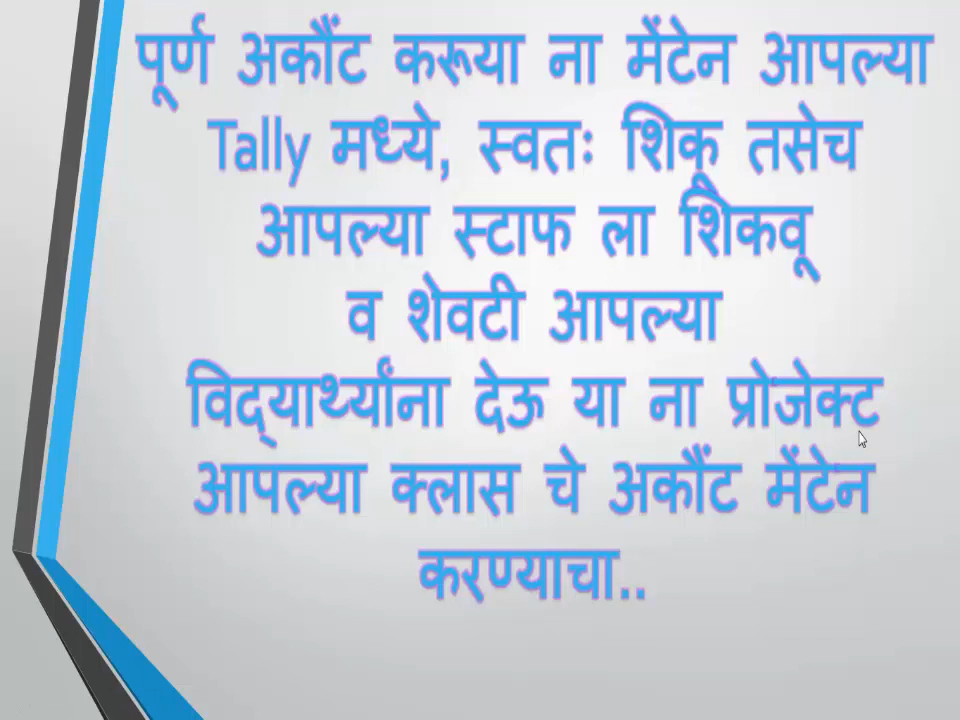 पूर्ण अकौंट करूया ना मेंटेन आपल्या
Tally मध्ये, स्वतः शिकू तसेच
आपल्या स्टाफ ला शिकवू
व शेवटी आपल्या
विद्यार्थ्यांना देऊ या ना प्रोजेक्ट
आपल्या क्लास चे अकौंट मेंटेन
करण्याचा..